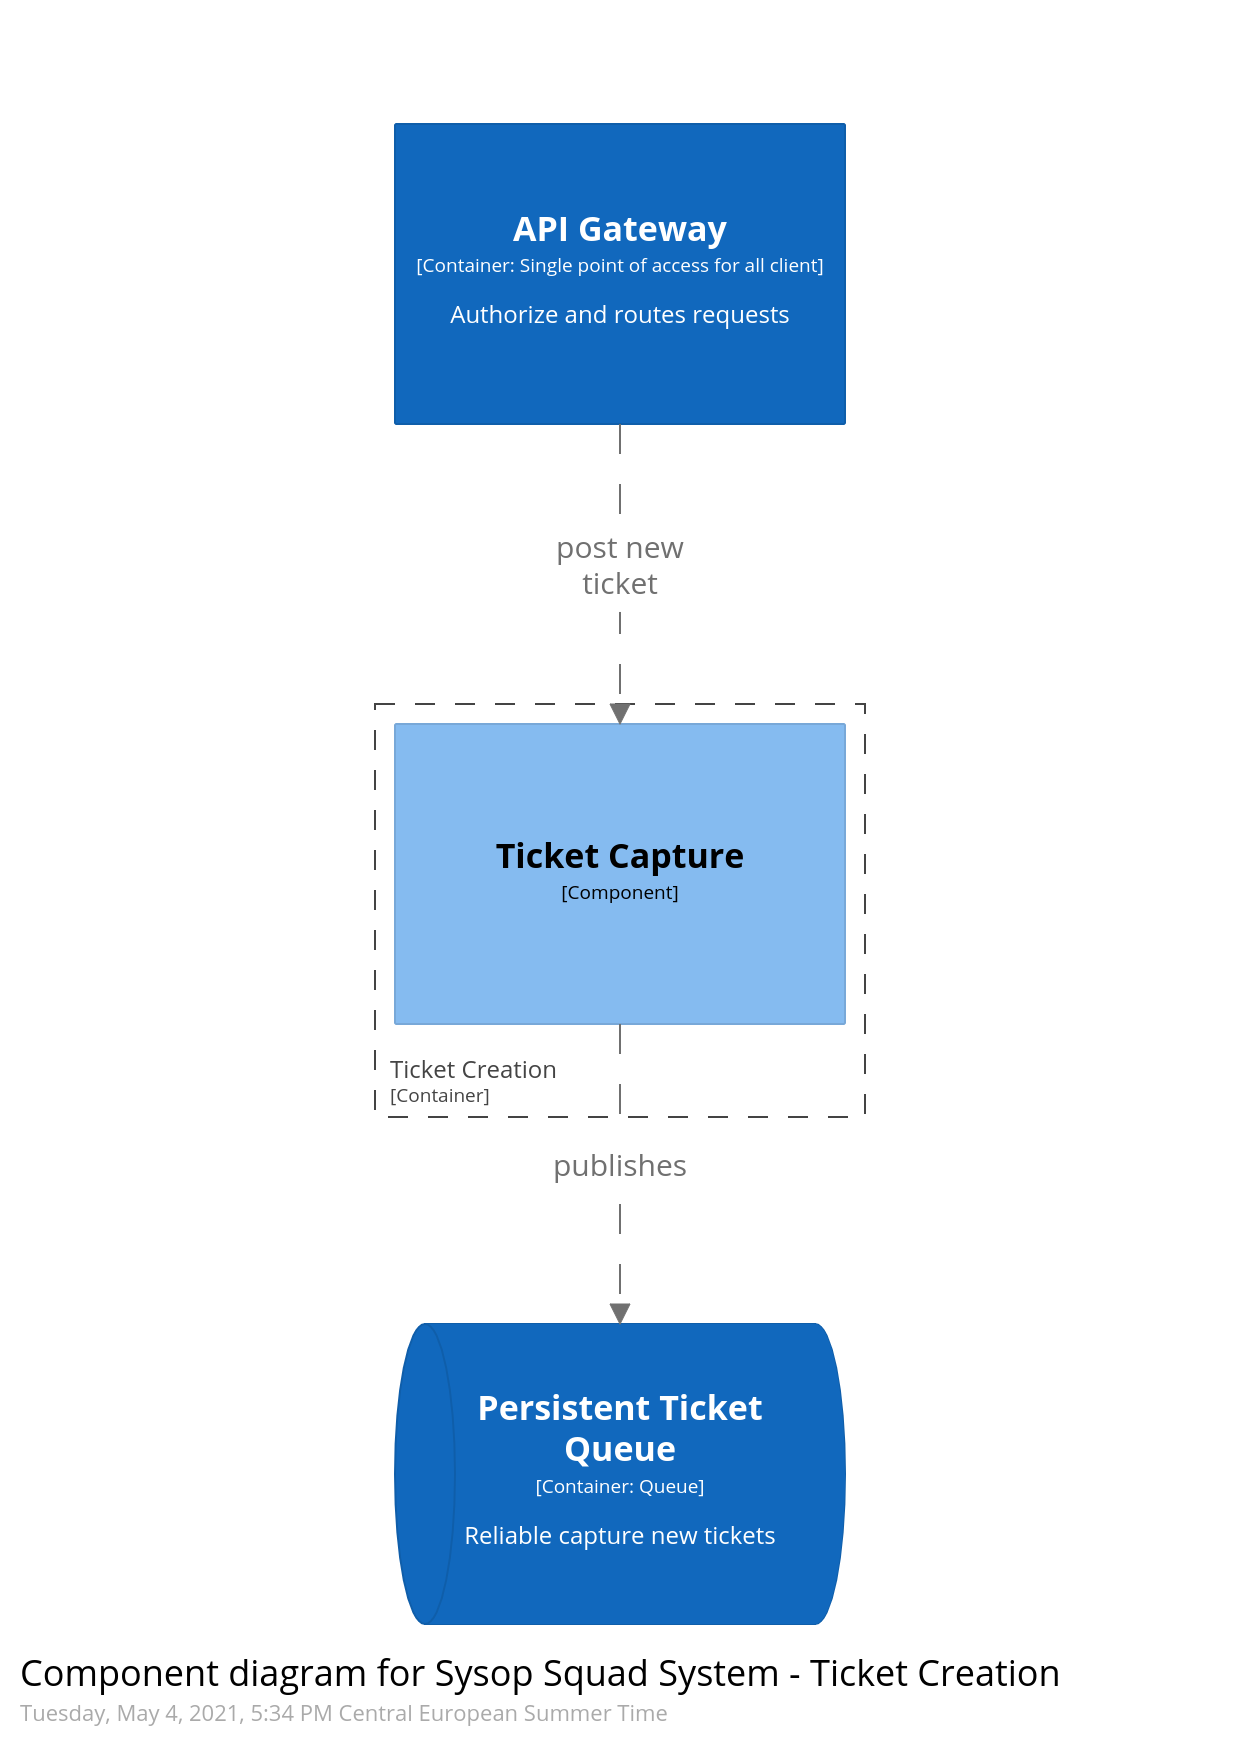 API Gateway
[Container: Single point of access for all client]
Authorize and routes requests
post new
ticket
Ticket Capture
[Component]
Ticket Creation
[Container]
publishes
Persistent Ticket
Queue
[Container: Queue]
Reliable capture new tickets
Component diagram for Sysop Squad System - Ticket Creation
Tuesday, May 4, 2021, 5:34 PM Central European Summer Time